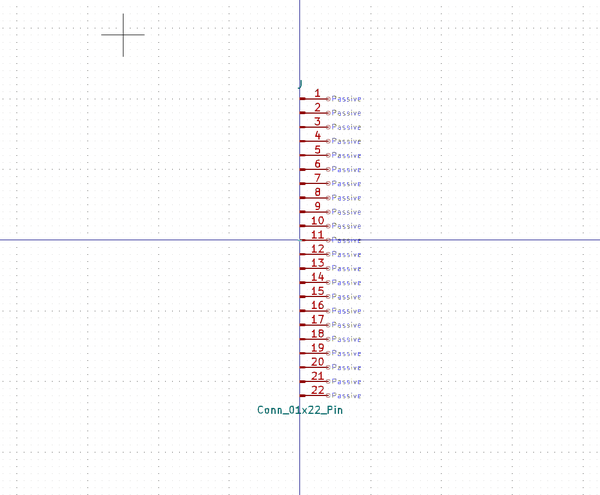 J
1 Passive
2 Passive
3 Passive
4 Passive
5 Passive
6 Passive
7 Passive
8 Passive
9 Passive
10 Passive
11 Passive
12 Passive
13 Passive
14 Passive
15 Passive
16 Passive
17 Passive
18 Passive
19 Passive
20 Passive
21 Passive
22 Passive
Conn_01x22_Pin